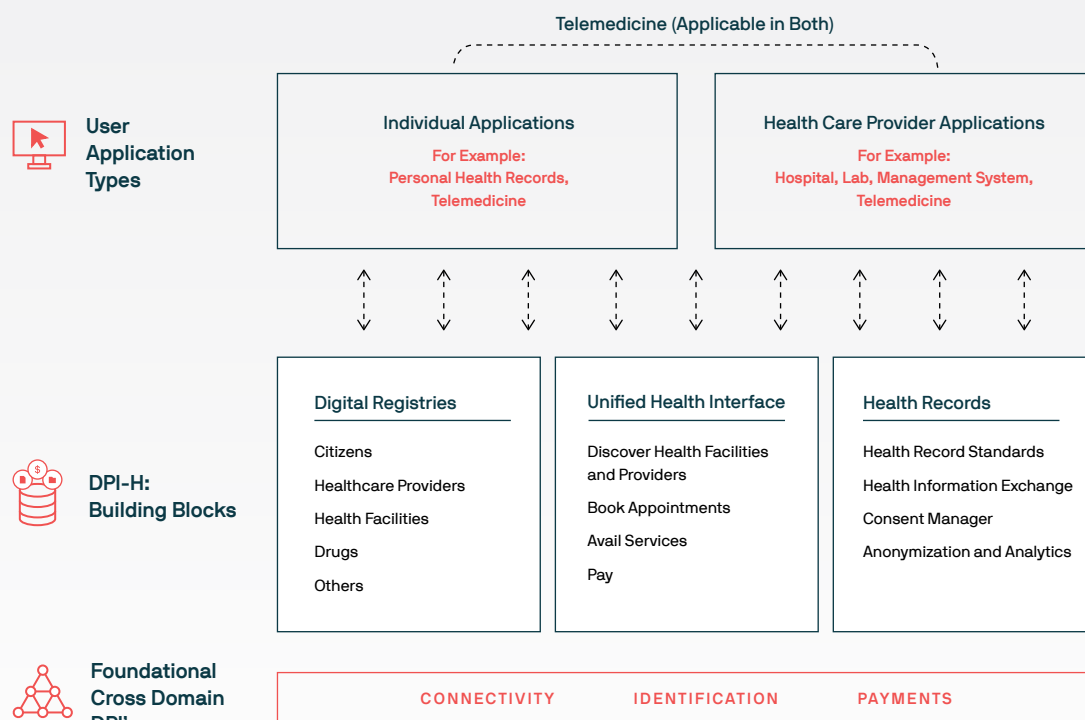 Telemedicine (Applicable in Both)
User
Application
Types
Individual Applications
For Example:
Personal Health Records,
Telemedicine
Health Care Provider Applications
For Example:
Hospital, Lab, Management System,
Telemedicine
DPI-H:
Building Blocks
Digital Registries
Citizens
Healthcare Providers
Health Facilities
Drugs
Others
Unified Health Interface
Discover Health Facilities
and Providers
Book Appointments
Avail Services
Pay
Health Records
Health Record Standards
Health Information Exchange
Consent Manager
Anonymization and Analytics
$
Foundational
Cross Domain
CONNECTIVITY
IDENTIFICATION
PAYMENTS